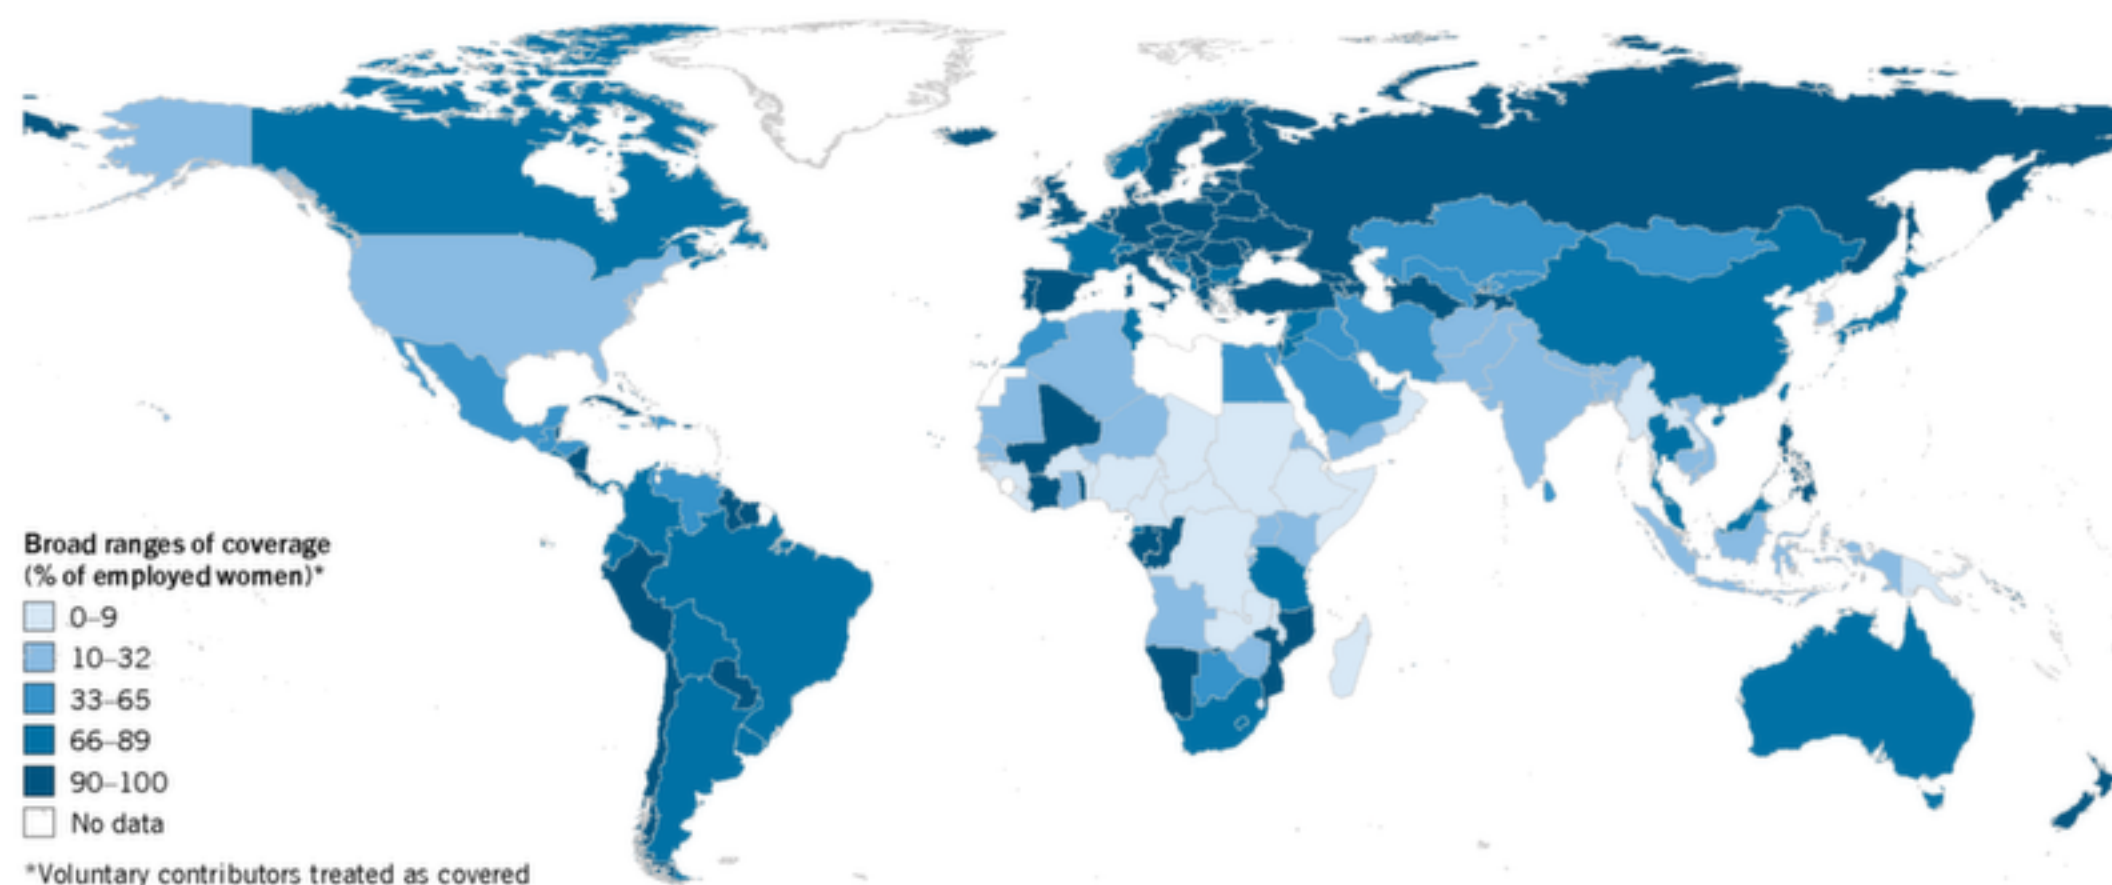 Broad ranges of coverage
(% of employed women)*
0–9
10–32
33–65
66–89
90–100
No data
*Voluntary contributors treated as covered